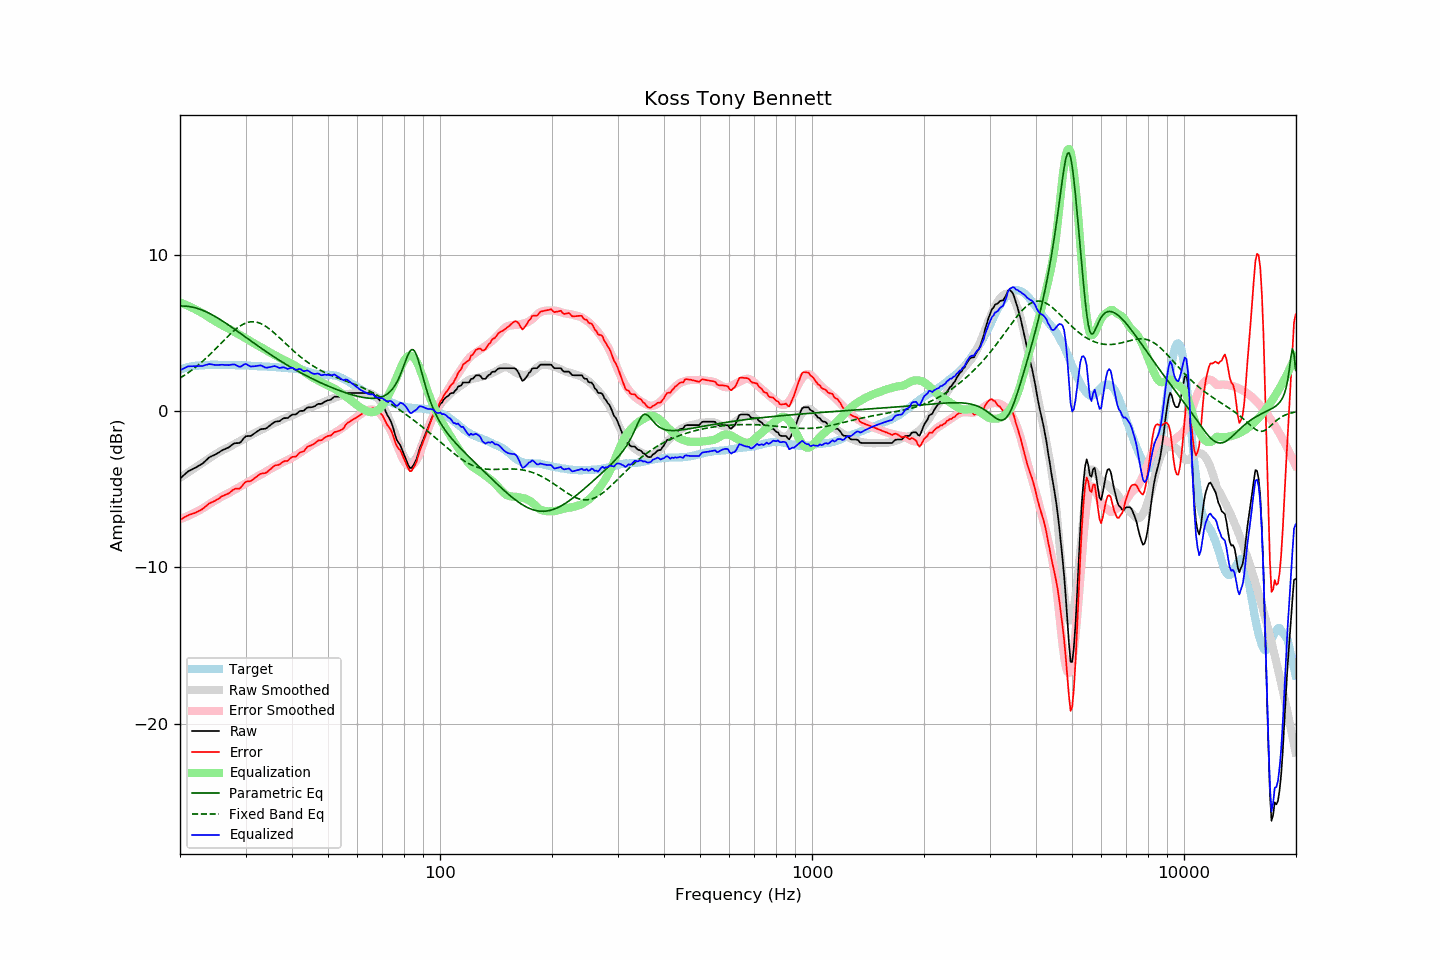 Koss Tony Bennett
Amplitude (dBr)
10
0
−10
−20
Target
Raw Smoothed
Error Smoothed
Raw
Error
Equalization
Parametric Eq
Fixed Band Eq
Equalized
100
1000
10000
Frequency (Hz)